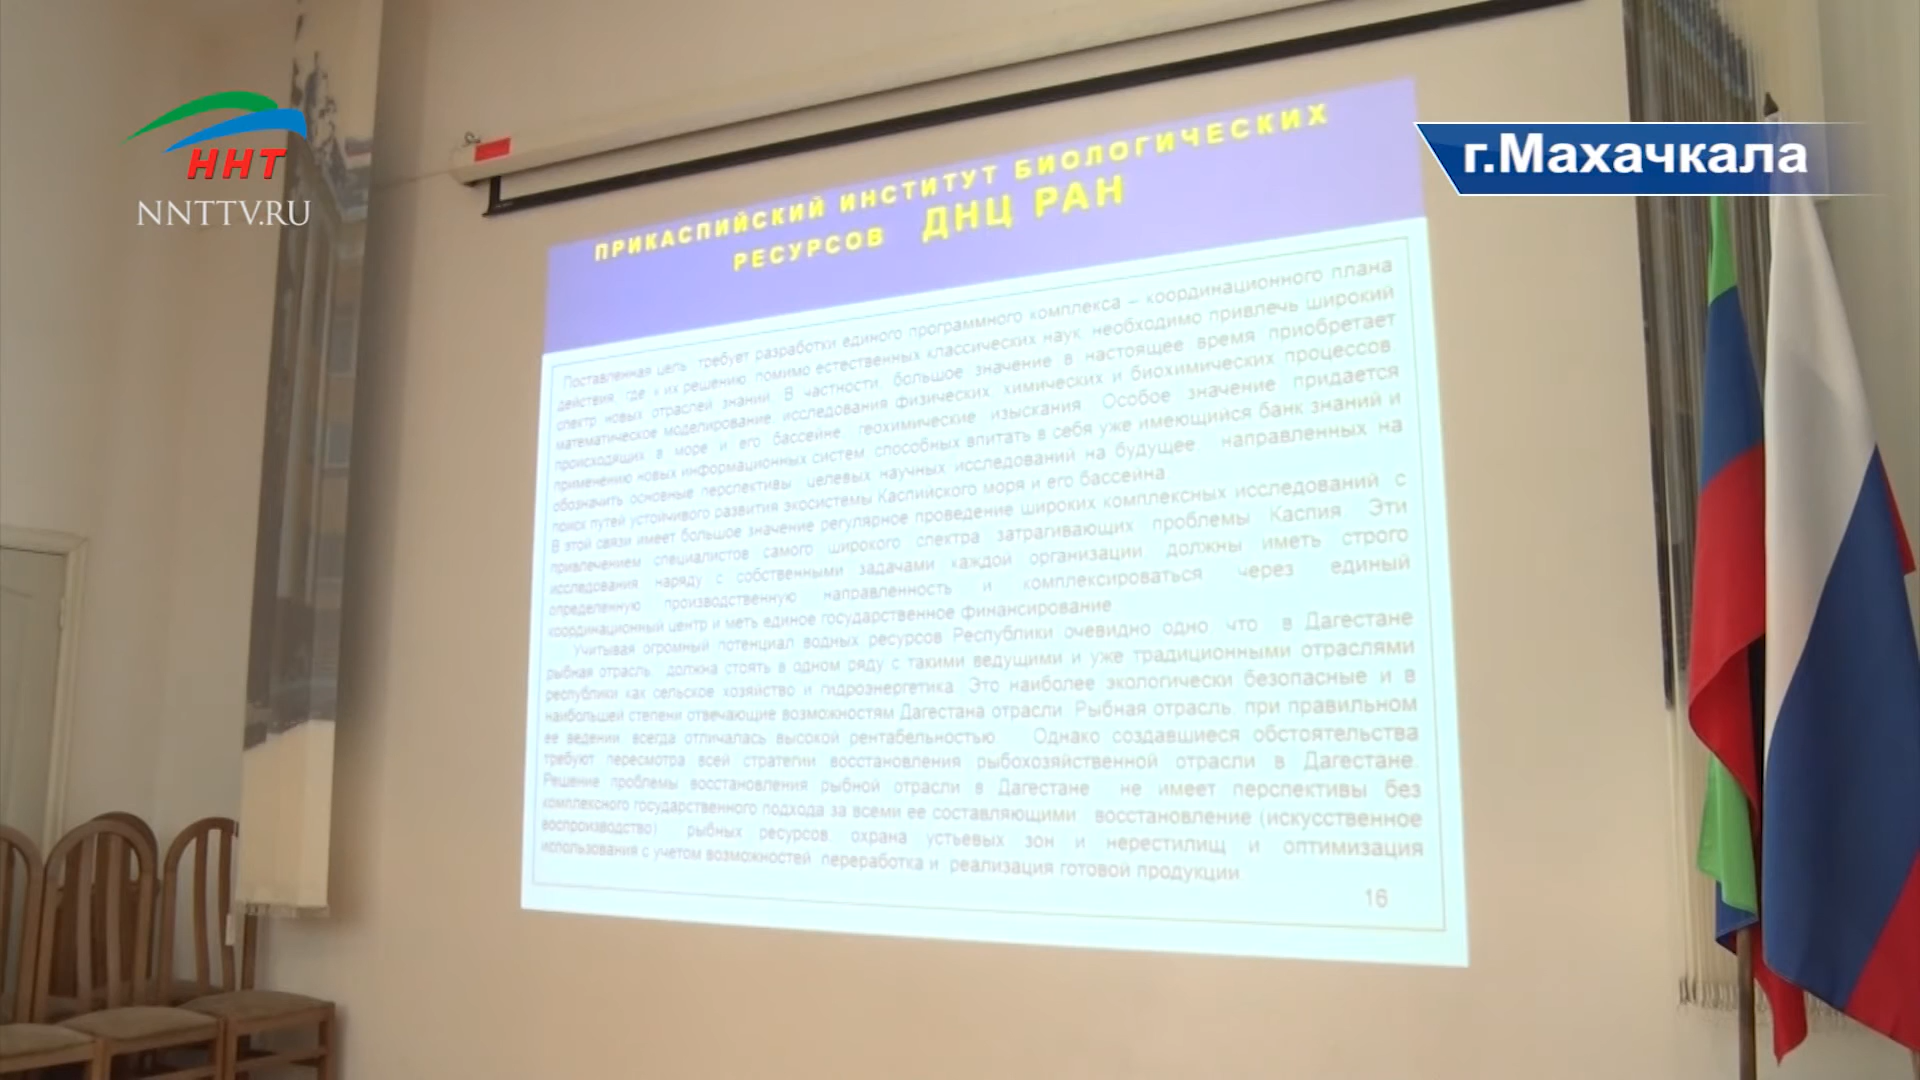 ННТ
NNTTV.RU
г.Махачкала
ПРИКАСПИЙСКИЙ ИНСТИТУТ БИОЛОГИЧЕСКИХ
РЕСУРСОВ ДНЦ РАН
Поставленная цель требует разработки единого программного комплекса – координационного плана
действия, где к их решению помимо естественных классических наук, необходимо привлечь широкий
спектр новых отраслей знаний. В частности, большое значение в настоящее время приобретает
математическое моделирование, исследования физических, химических и биохимических процессов
происходящих в море и его бассейне, геохимические изыскания. Особое значение придается
применению новых информационных систем способных впитать в себя уже имеющийся банк знаний и
обозначить основные перспективы целевых научных исследований на будущее, направленных на
поиск путей устойчивого развития экосистемы Каспийского моря и его бассейна
В этой связи имеет большое значение регулярное проведение широких комплексных исследований с
привлечением специалистов самого широкого спектра затрагивающих проблемы Каспия. Эти
исследования наряду с собственными задачами каждой организации должны иметь строго
определенную производственную направленность и комплексироваться через единый
координационный центр и меть единое государственное финансирование
Учитывая огромный потенциал водных ресурсов Республики очевидно одно, что в Дагестане
рыбная отрасль должна стоять в одном ряду с такими ведущими и уже традиционными отраслями
республики как сельское хозяйство и гидроэнергетика. Это наиболее экологически безопасные и в
наибольшей степени отвечающие возможностям Дагестана отрасли. Рыбная отрасль, при правильном
ее ведении, всегда отличалась высокой рентабельностью. Однако создавшиеся обстоятельства
требуют пересмотра всей стратегии восстановления рыбохозяйственной отрасли в Дагестане.
Решение проблемы восстановления рыбной отрасли в Дагестане не имеет перспективы без
комплексного государственного подхода за всеми ее составляющими восстановление (искусственное
воспроизводство) рыбных ресурсов, охрана устьевых зон и нерестилищ и оптимизация
использования с учетом возможностей переработка и реализация готовой продукции
16